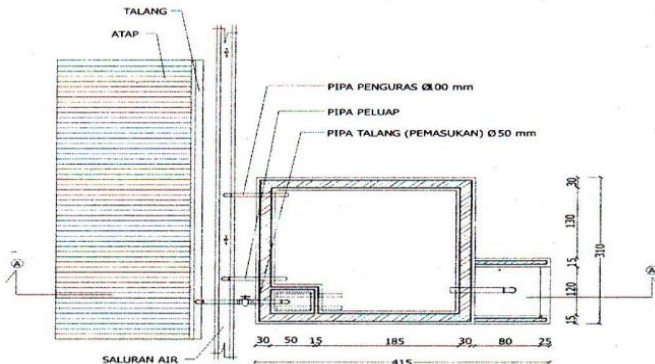 TALANG
ATAP
PIPA PENGURAS Ø100 mm
PIPA PELUAP
PIPA TALANG (PEMASUKAN) Ø 50 mm
30
130
15
120
15
310
A
A
30 50 15 185 30 80 25
415
SALURAN AIR